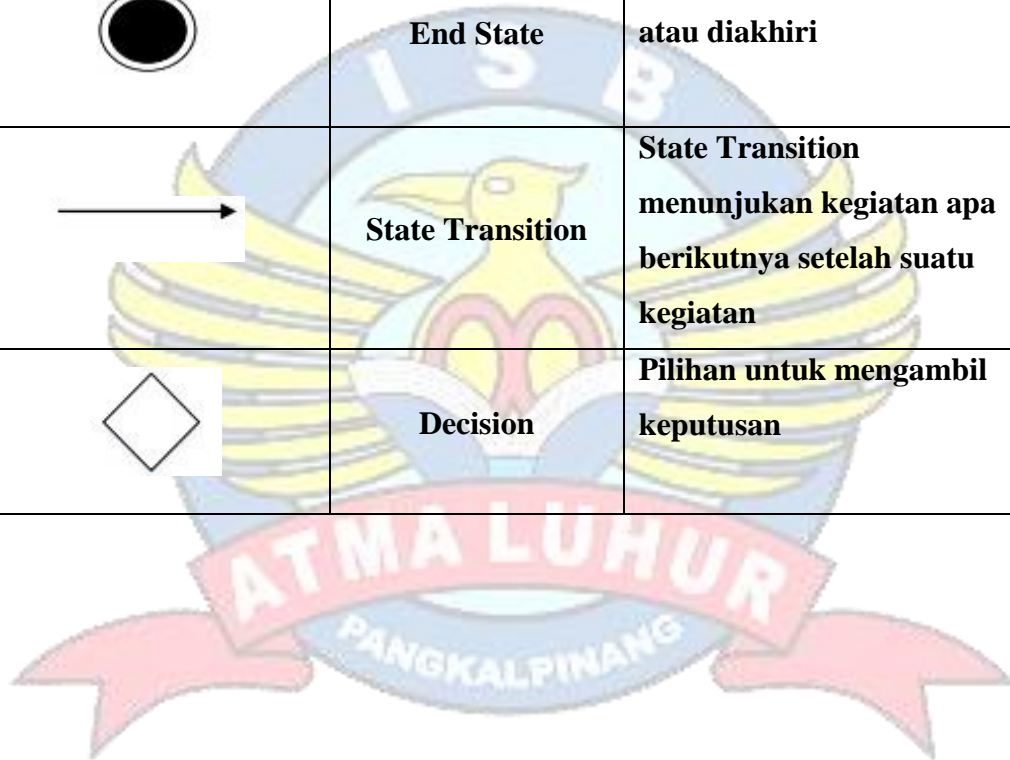 End State
atau diakhiri
State Transition
State Transition
menunjukan kegiatan apa
berikutnya setelah suatu
kegiatan
Decision
Pilihan untuk mengambil
keputusan
I S B
ATMA LUHUR
PANGKALPINANG